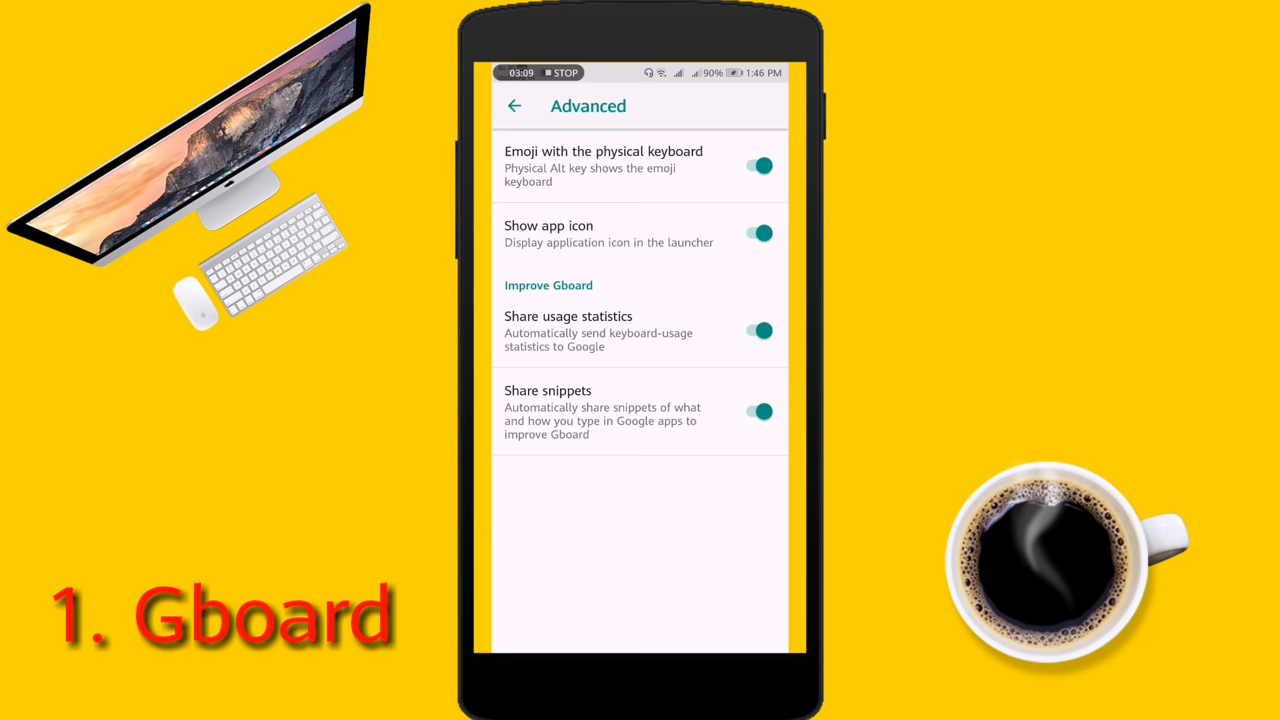 03:09 STOP 90% 1:46 PM
Advanced
Emoji with the physical keyboard
Physical Alt key shows the emoji
keyboard
Show app icon
Display application icon in the launcher
Improve Gboard
Share usage statistics
Automatically send keyboard-usage
statistics to Google
Share snippets
Automatically share snippets of what
and how you type in Google apps to
improve Gboard
1. Gboard